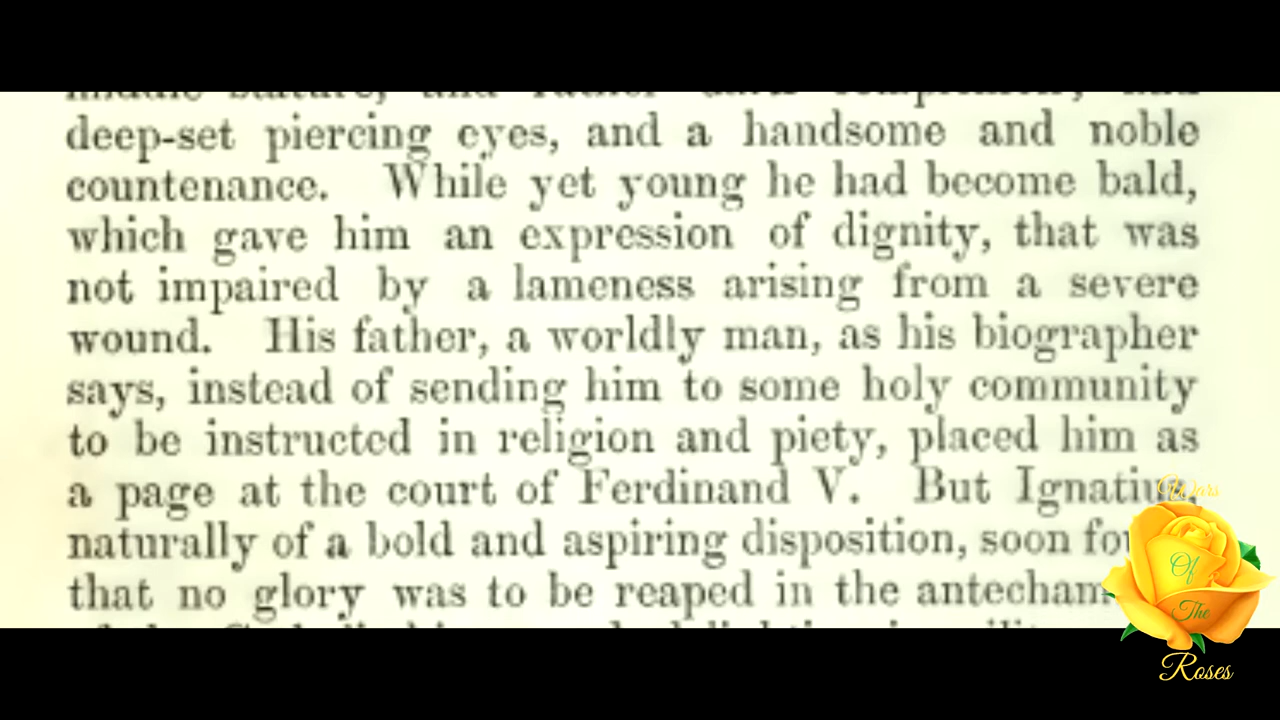 deep-set piercing eyes, and a handsome and noble
countenance. While yet young he had become bald,
which gave him an expression of dignity, that was
not impaired by a lameness arising from a severe
wound. His father, a worldly man, as his biographer
says, instead of sending him to some holy community
to be instructed in religion and piety, placed him as
a page at the court of Ferdinand V. But
naturally of a bold and aspiring disposition, soon
that no glory was to be reaped in the
Wars
Of
The
Roses